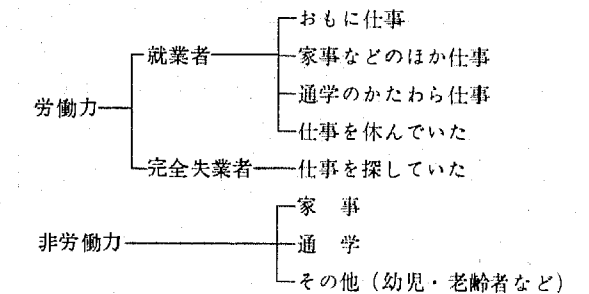 おもに仕事
就業者
家事などのほか仕事
通学のかたわら仕事
労働力
仕事を休んでいた
完全失業者
仕事を探していた
家 事
非労働力
通 学
その他(幼児・老齢者など)